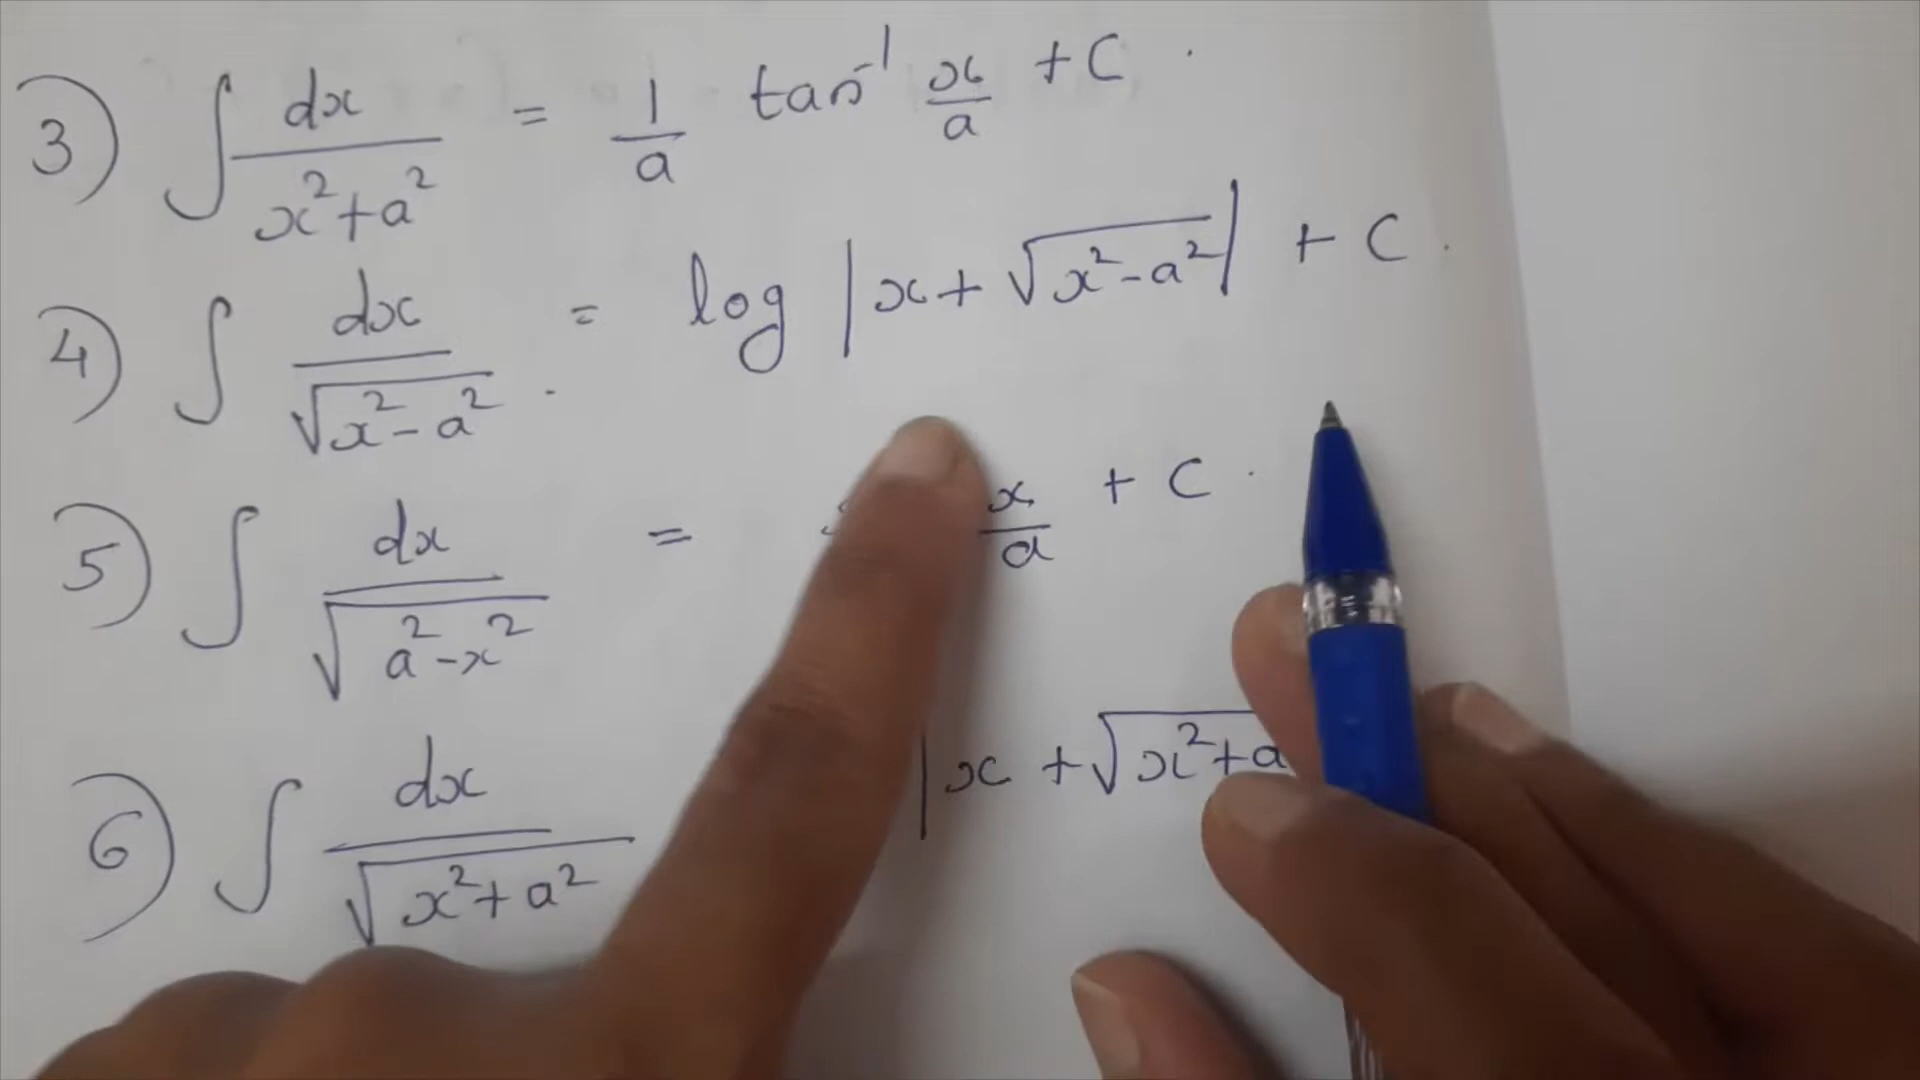 3) ∫ dx / (x² + a²) = 1/a tan⁻¹ x/a + C .
4) ∫ dx / √(x² - a²) . = log |x + √(x² - a²)| + C .
5) ∫ dx / √(a² - x²) = x/a + C .
6) ∫ dx / √(x² + a²) |x + √(x² + a